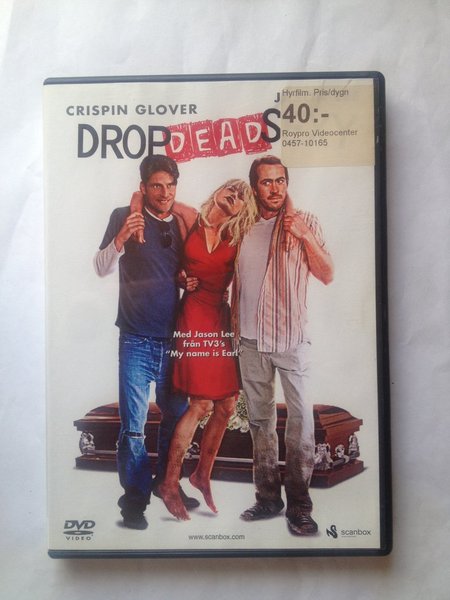 CRISPIN GLOVER
J
DROP DEAD S
Hyrfilm. Pris/dygn
40:-
Roypro Videocenter
0457-10165
Med Jason Lee
från TV3's
"My name is Earl"
DVD
VIDEO
www.scanbox.com
scanbox